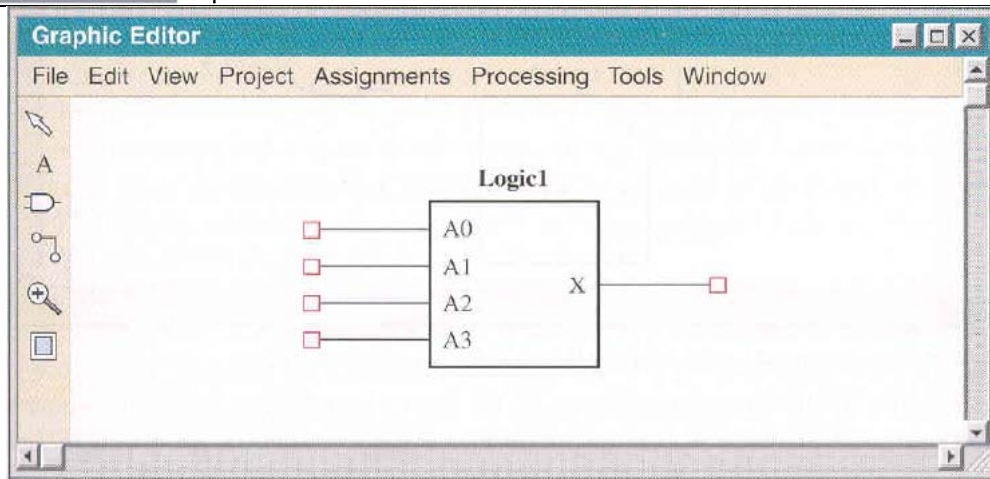 Graphic Editor
File Edit View Project Assignments Processing Tools Window
A
Logic1
A0
A1
X
A2
A3